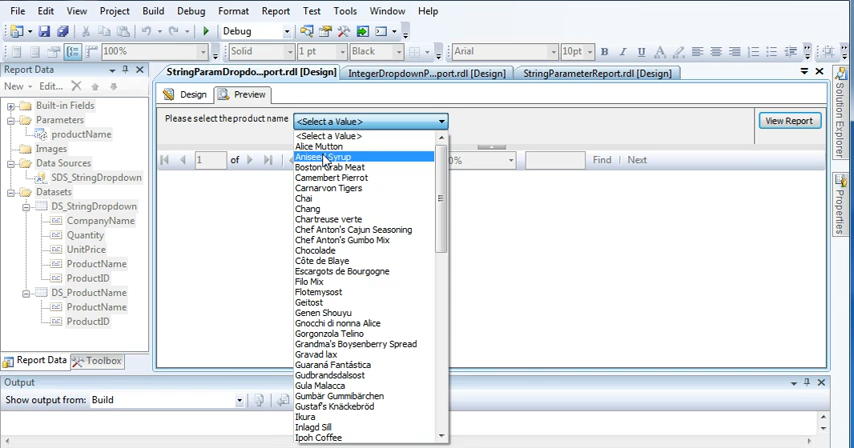 File Edit View Project Build Debug Format Report Test Tools Window Help
Debug
100% Solid 1 pt Black Arial 10pt B I U A
Report Data
New Edit...
Built-in Fields
Parameters
productName
Images
Data Sources
SDS_StringDropdown
Datasets
DS_StringDropdown
CompanyName
Quantity
UnitPrice
ProductName
ProductID
DS_ProductName
ProductName
ProductID
Report Data Toolbox
StringParamDropdo...port.rdl [Design] IntegerDropdownP...port.rdl [Design] StringParameterReport.rdl [Design]
Design Preview
Please select the product name <Select a Value> View Report
1 of 0% Find Next
<Select a Value>
Alice Mutton
Aniseed Syrup
Boston Crab Meat
Camembert Pierrot
Carnarvon Tigers
Chai
Chang
Chartreuse verte
Chef Anton's Cajun Seasoning
Chef Anton's Gumbo Mix
Chocolade
Côte de Blaye
Escargots de Bourgogne
Filo Mix
Flotemysost
Geitost
Genen Shouyu
Gnocchi di nonna Alice
Gorgonzola Telino
Grandma's Boysenberry Spread
Gravad lax
Guaraná Fantástica
Gudbrandsdalsost
Gula Malacca
Gumbär Gummibärchen
Gustaf's Knäckebröd
Ikura
Inlagd Sill
Ipoh Coffee
Solution Explorer
Properties
Output
Show output from: Build